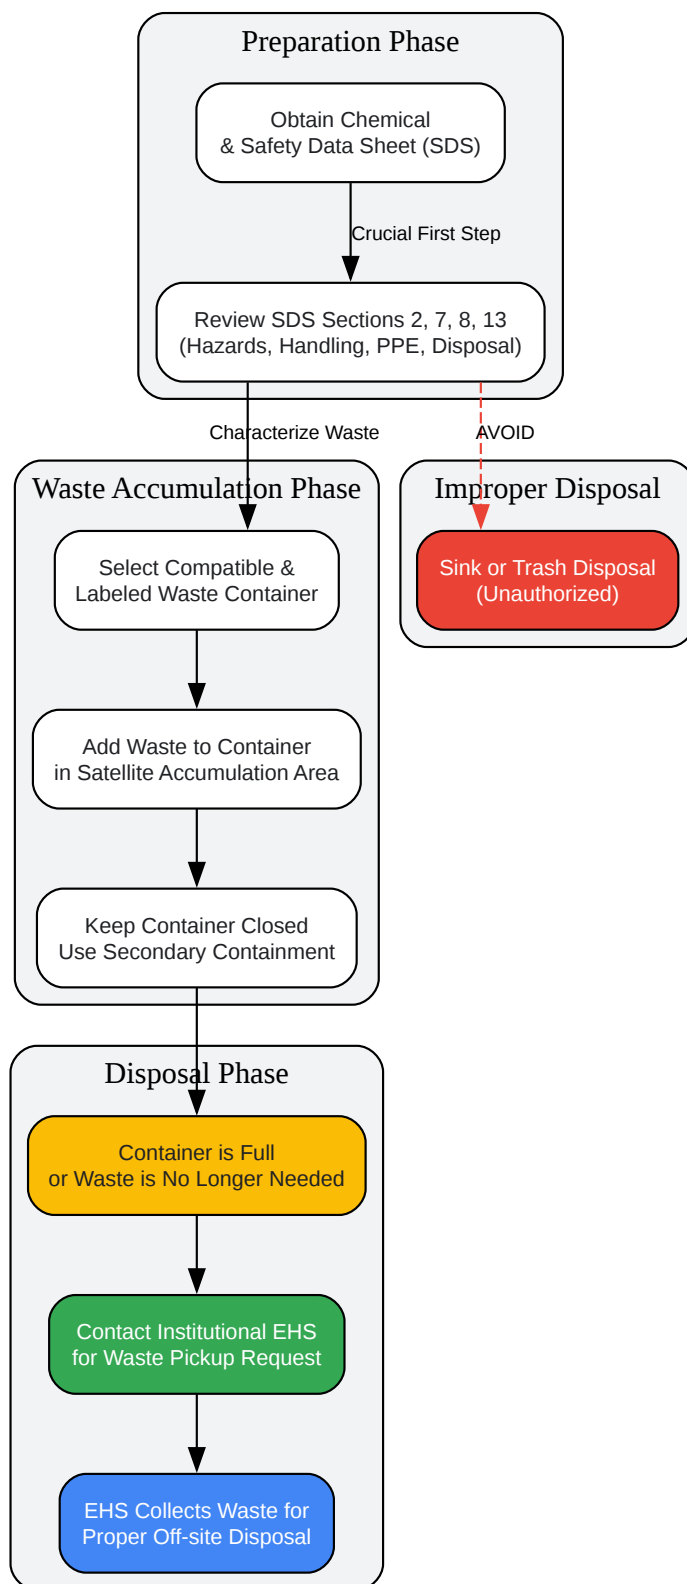 Preparation Phase
Obtain Chemical
& Safety Data Sheet (SDS)
Crucial First Step
Review SDS Sections 2, 7, 8, 13
(Hazards, Handling, PPE, Disposal)
Characterize Waste
AVOID
Waste Accumulation Phase
Improper Disposal
Select Compatible &
Labeled Waste Container
Sink or Trash Disposal
(Unauthorized)
Add Waste to Container
in Satellite Accumulation Area
Keep Container Closed
Use Secondary Containment
Disposal Phase
Container is Full
or Waste is No Longer Needed
Contact Institutional EHS
for Waste Pickup Request
EHS Collects Waste for
Proper Off-site Disposal